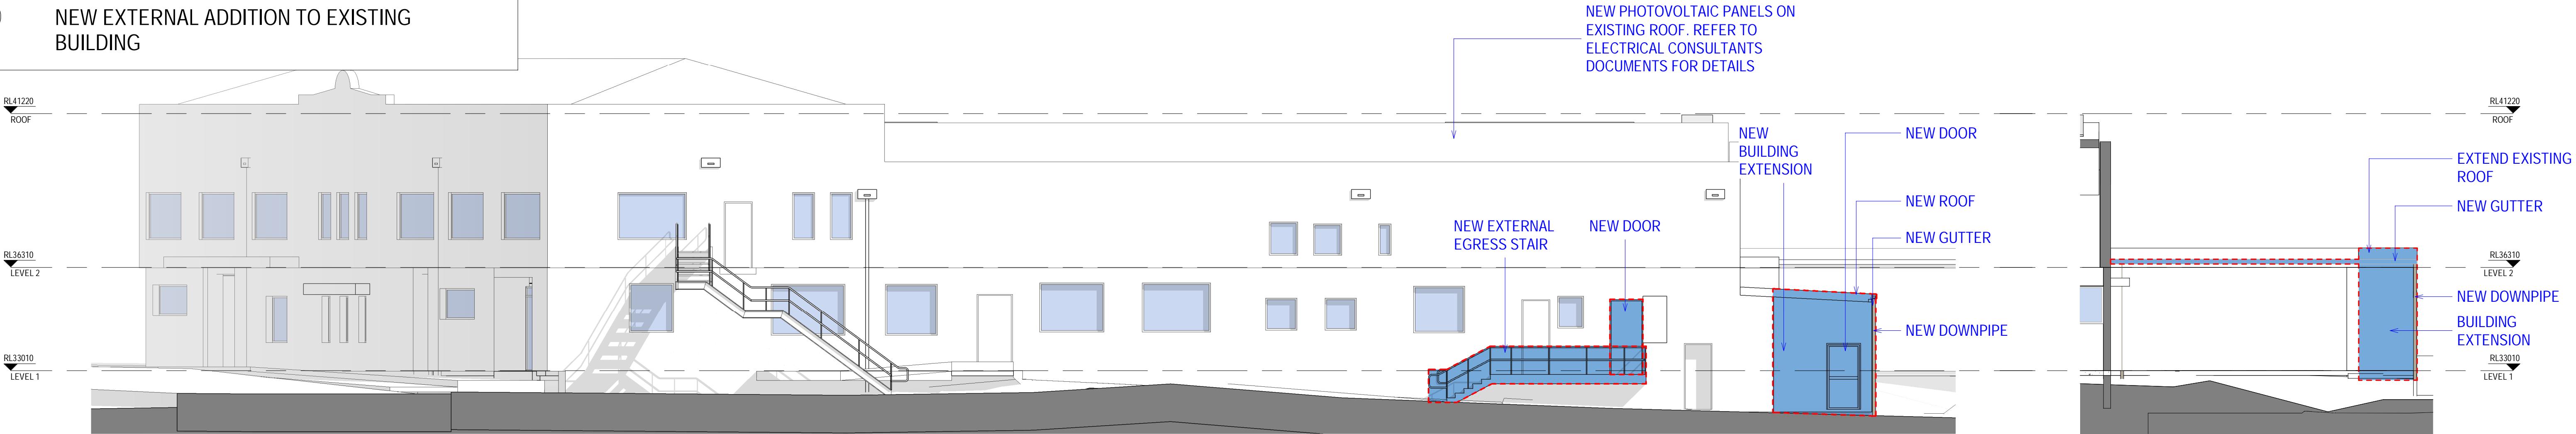 NEW EXTERNAL ADDITION TO EXISTING
BUILDING
NEW PHOTOVOLTAIC PANELS ON
EXISTING ROOF. REFER TO
ELECTRICAL CONSULTANTS
DOCUMENTS FOR DETAILS
RL41220
ROOF
RL36310
LEVEL 2
RL33010
LEVEL 1
NEW EXTERNAL
EGRESS STAIR
NEW DOOR
NEW
BUILDING
EXTENSION
NEW DOOR
NEW ROOF
NEW GUTTER
NEW DOWNPIPE
RL41220
ROOF
EXTEND EXISTING
ROOF
NEW GUTTER
RL36310
LEVEL 2
NEW DOWNPIPE
BUILDING
EXTENSION
RL33010
LEVEL 1